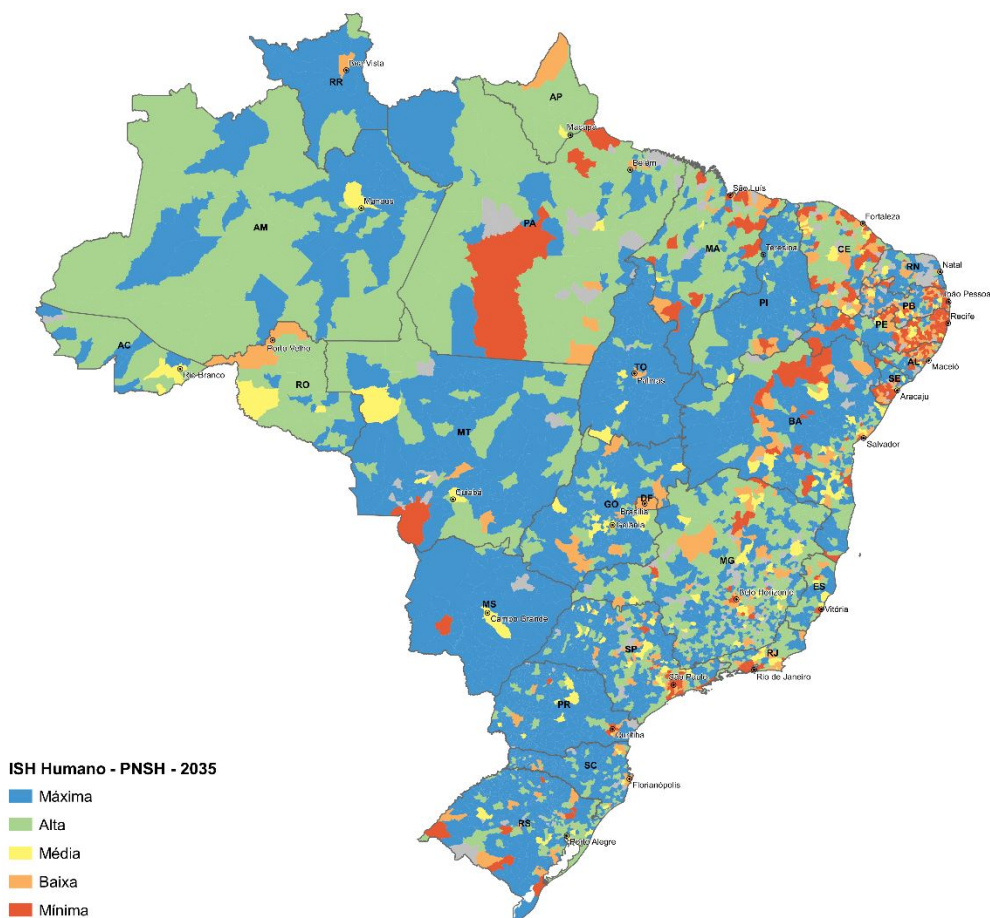 Boa Vista
RR
AP
Macapá
Belém
São Luís
Manaus
Fortaleza
AM
PA
MA
CE
Teresina
RN
Natal
PI
PB
João Pessoa
PE
Recife
AC
Porto Velho
AL
Maceió
Rio Branco
TO
SE
RO
Palmas
Aracaju
BA
MT
Salvador
Cuiabá
GO
DF
Brasília
Goiânia
MG
MS
Belo Horizonte
ES
Campo Grande
Vitória
SP
RJ
São Paulo
Rio de Janeiro
PR
Curitiba
SC
Florianópolis
RS
Porto Alegre
ISH Humano - PNSH - 2035
Máxima
Alta
Média
Baixa
Mínima